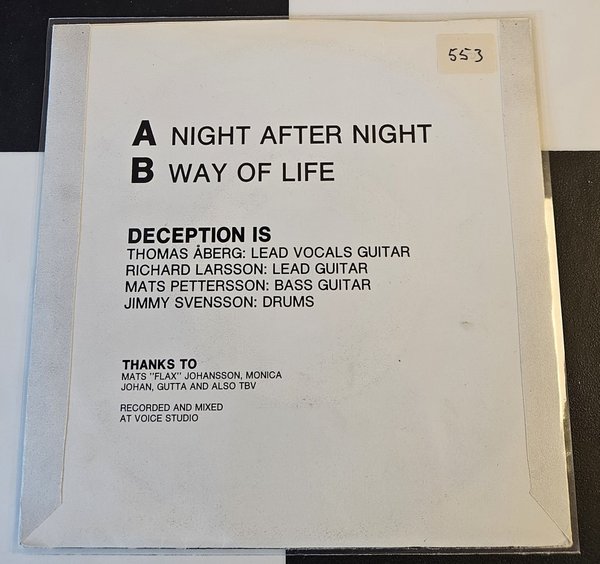 553
A NIGHT AFTER NIGHT
B WAY OF LIFE
DECEPTION IS
THOMAS ÅBERG: LEAD VOCALS GUITAR
RICHARD LARSSON: LEAD GUITAR
MATS PETTERSSON: BASS GUITAR
JIMMY SVENSSON: DRUMS
THANKS TO
MATS "FLAX" JOHANSSON, MONICA
JOHAN, GUTTA AND ALSO TBV
RECORDED AND MIXED
AT VOICE STUDIO